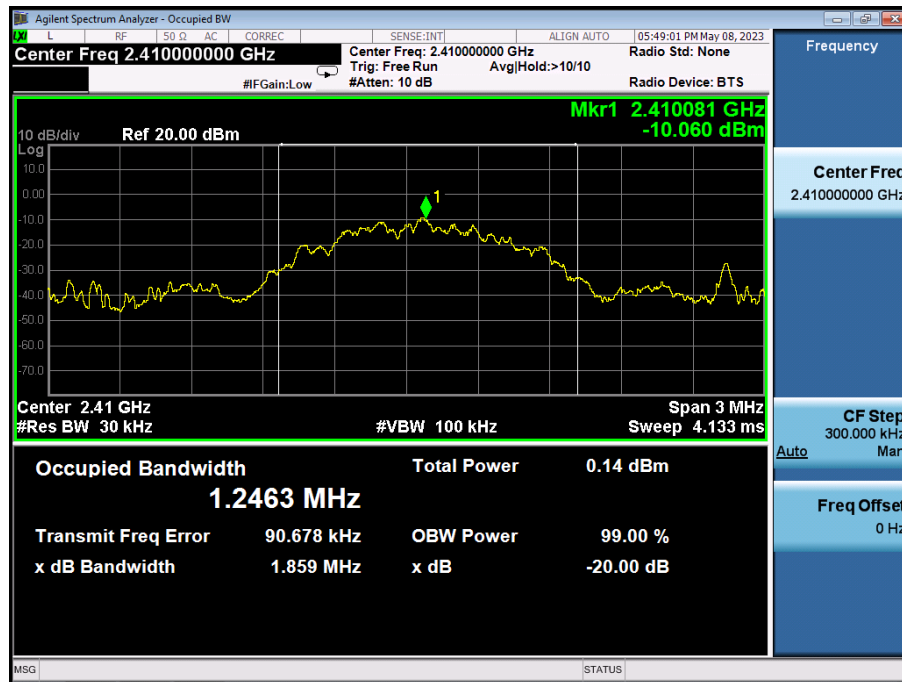 Agilent Spectrum Analyzer - Occupied BW
LXI L RF 50 Ω AC CORREC SENSE:INT ALIGN AUTO 05:49:01 PM May 08, 2023
Center Freq 2.410000000 GHz
Center Freq: 2.410000000 GHz Radio Std: None
Trig: Free Run Avg|Hold:>10/10
#IFGain:Low #Atten: 10 dB Radio Device: BTS
Mkr1 2.410081 GHz
10 dB/div Ref 20.00 dBm -10.060 dBm
Log
10.0
0.00
-10.0
-20.0
-30.0
-40.0
-50.0
-60.0
-70.0
1
Center 2.41 GHz Span 3 MHz
#Res BW 30 kHz #VBW 100 kHz Sweep 4.133 ms
Occupied Bandwidth Total Power 0.14 dBm
1.2463 MHz
Transmit Freq Error 90.678 kHz OBW Power 99.00 %
x dB Bandwidth 1.859 MHz x dB -20.00 dB
MSG STATUS
Frequency
Center Freq
2.410000000 GHz
CF Step
300.000 kHz
Auto Man
Freq Offset
0 Hz